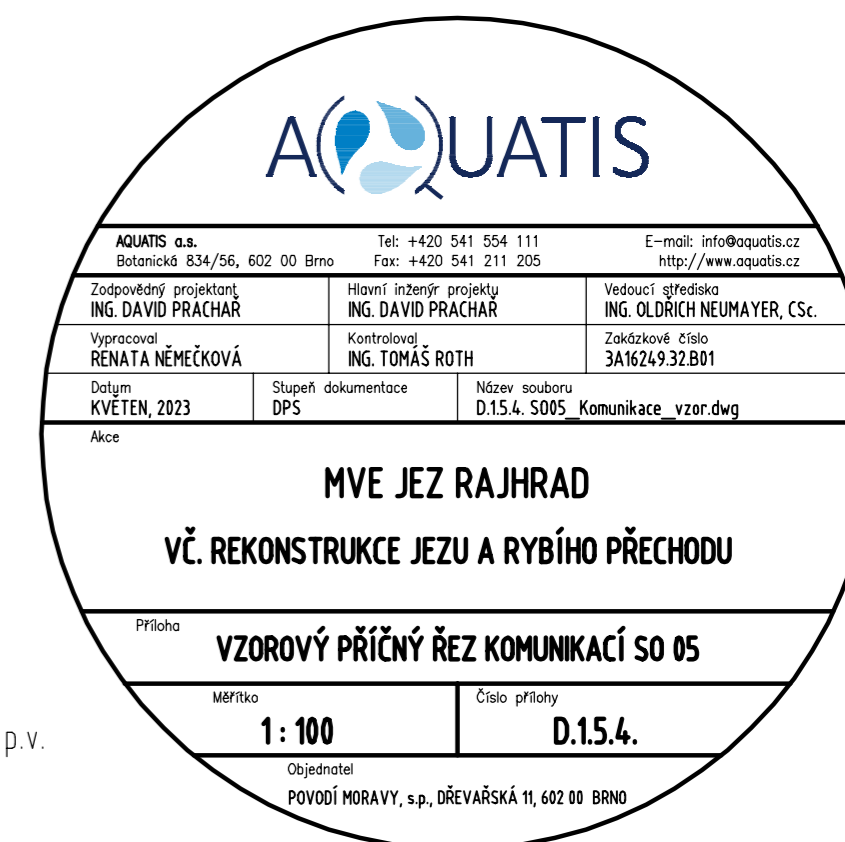 AQUATIS
AQUATIS a.s. Tel: +420 541 554 111 E-mail: info@aquatis.cz
Botanická 834/56, 602 00 Brno Fax: +420 541 211 205 http://www.aquatis.cz
Zodpovědný projektant Hlavní inženýr projektu Vedoucí střediska
ING. DAVID PRACHAŘ ING. DAVID PRACHAŘ ING. OLDŘICH NEUMAYER, CSc.
Vypracoval Kontroloval Zakázkové číslo
RENATA NĚMEČKOVÁ ING. TOMÁŠ ROTH 3A16249.32.B01
Datum Stupeň dokumentace Název souboru
KVĚTEN, 2023 DPS D.1.5.4. SO05_Komunikace_vzor.dwg
Akce
MVE JEZ RAJHRAD
VČ. REKONSTRUKCE JEZU A RYBÍHO PŘECHODU
Příloha
VZOROVÝ PŘÍČNÝ ŘEZ KOMUNIKACÍ SO 05
Měřítko Číslo přílohy
1 : 100 D.1.5.4.
p.v.
Objednatel
POVODÍ MORAVY, s.p., DŘEVAŘSKÁ 11, 602 00 BRNO